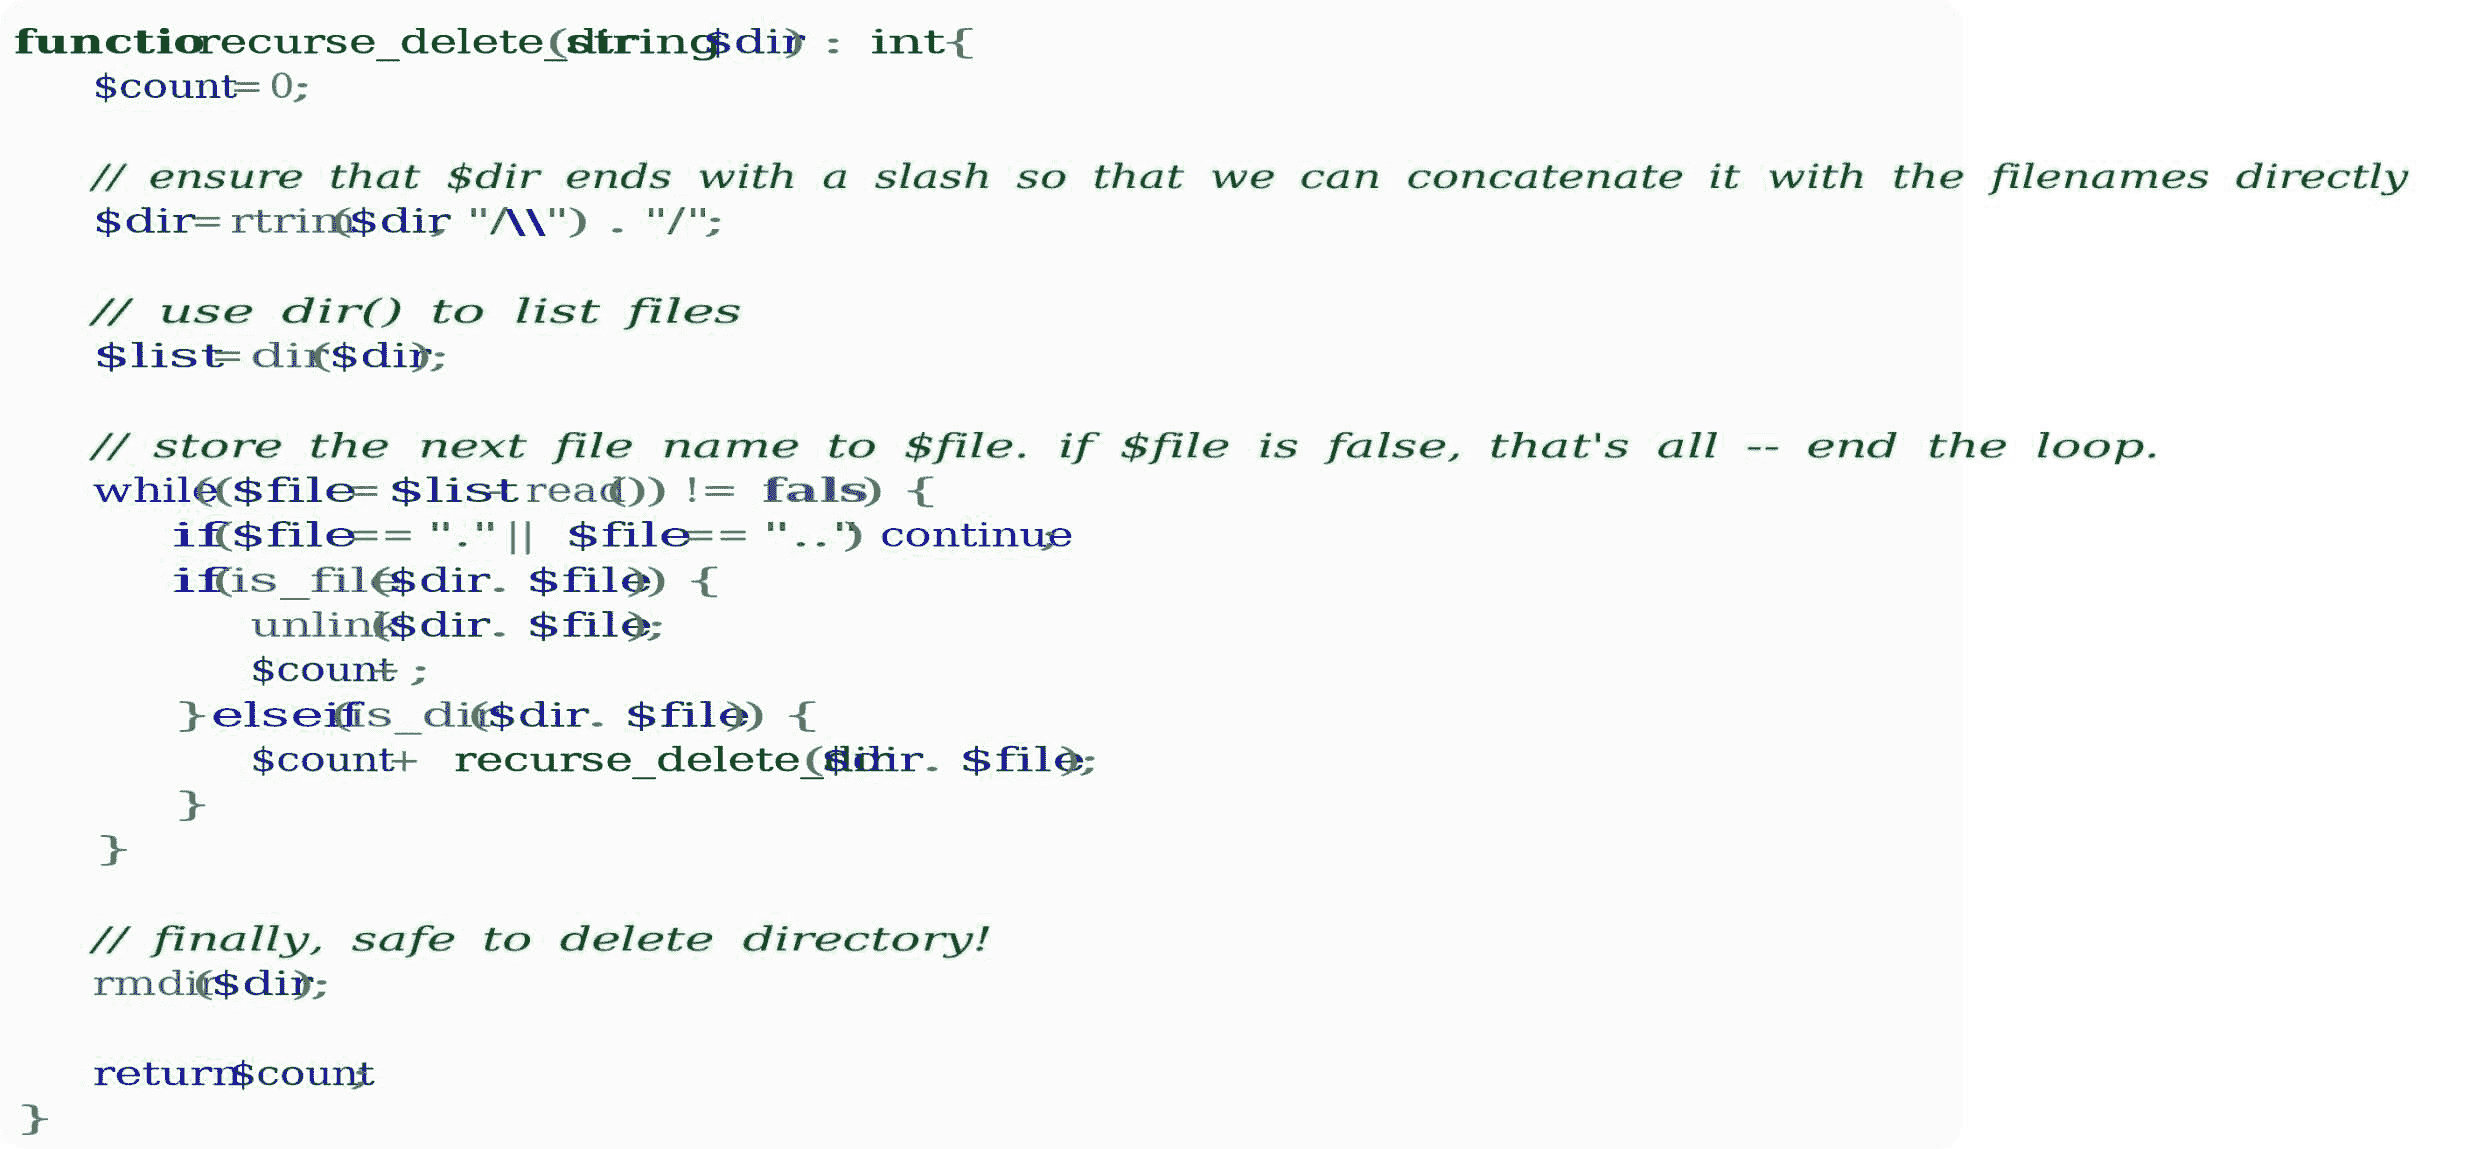 function recurse_delete_dir(string $dir) : int {
$count = 0;
// ensure that $dir ends with a slash so that we can concatenate it with the filenames directly
$dir = rtrim($dir, "/\\") . "/";
// use dir() to list files
$list = dir($dir);
// store the next file name to $file. if $file is false, that's all -- end the loop.
while(($file = $list->read()) != false) {
if($file == "." || $file == "..") continue;
if(is_file($dir . $file)) {
unlink($dir . $file);
$count++;
} elseif(is_dir($dir . $file)) {
$count += recurse_delete_dir($dir . $file);
}
}
// finally, safe to delete directory!
rmdir($dir);
return $count;
}